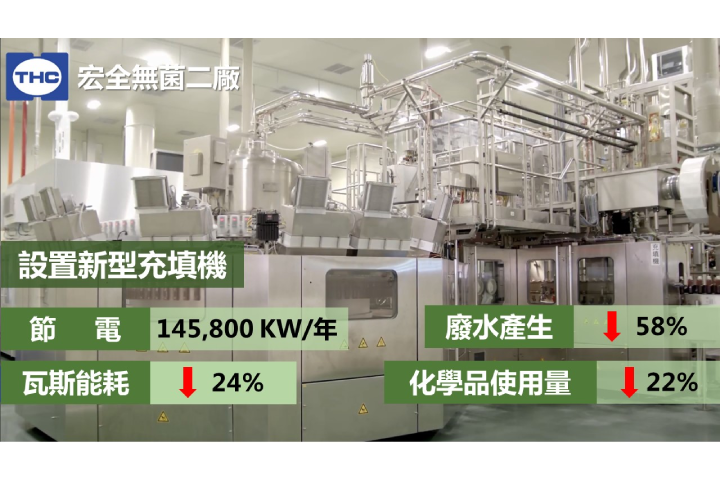 THC 宏全無菌二廠
設置新型充填機
節 電 145,800 KW/年
廢水產生 58%
瓦斯能耗 24%
化學品使用量 22%